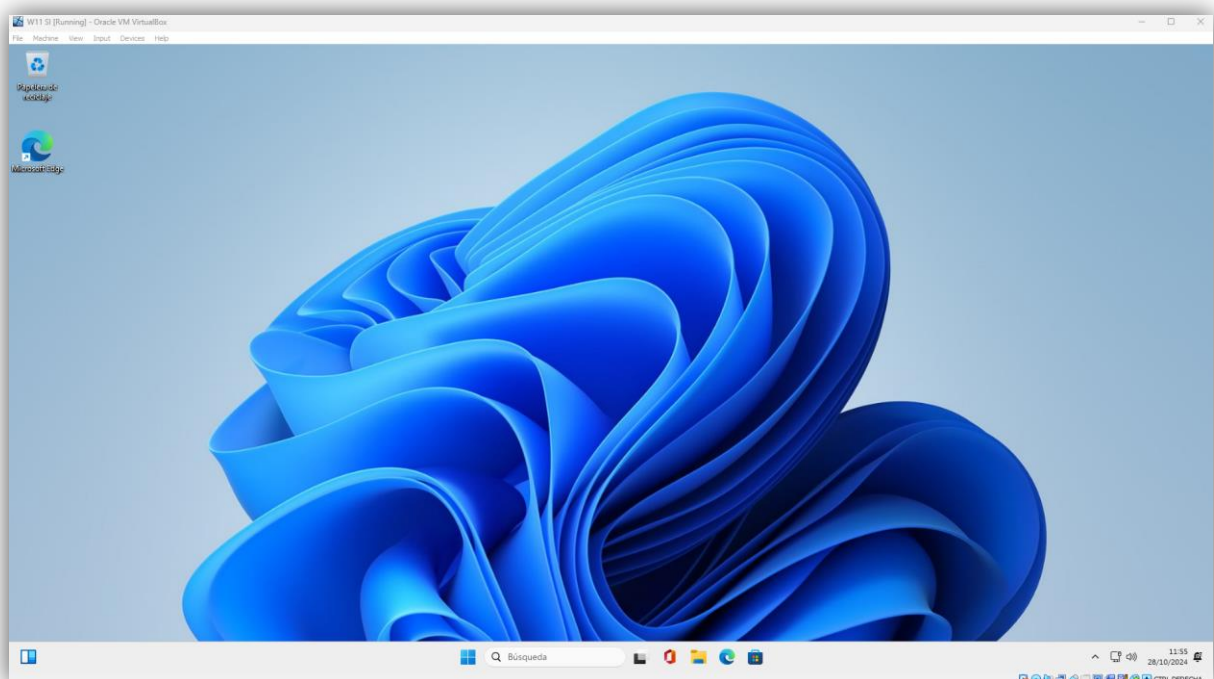 W11 SI [Running] - Oracle VM VirtualBox
File Machine View Input Devices Help
Papelera de
reciclaje
Microsoft Edge
Búsqueda
11:55
28/10/2024
CTRL DERECHA